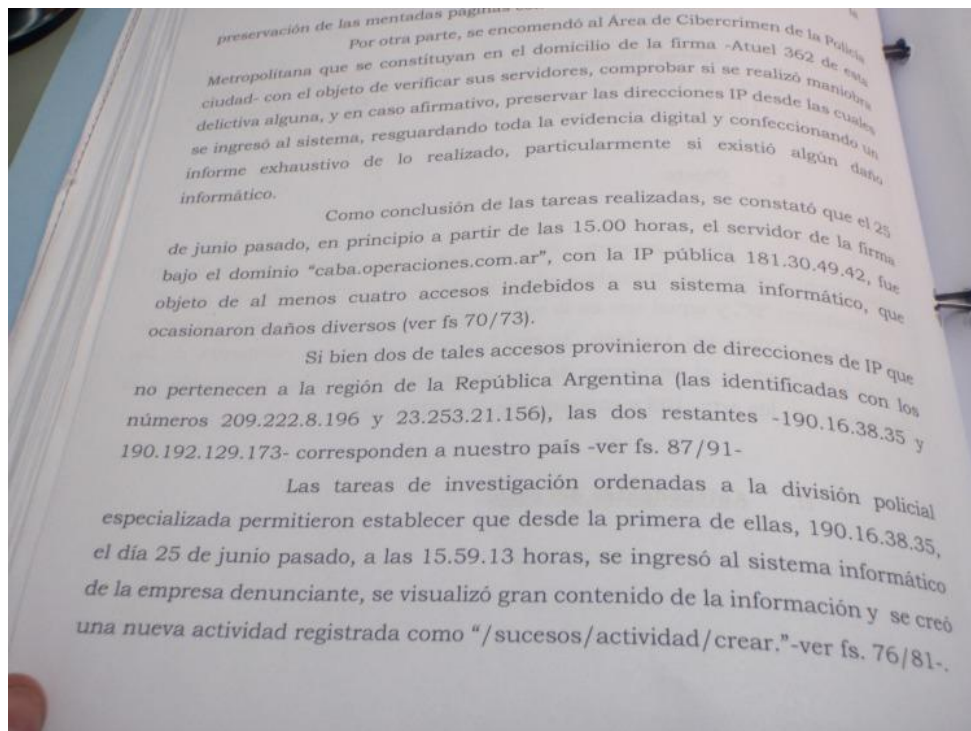 preservación de las mentadas páginas
Por otra parte, se encomendó al Área de Cibercrimen de la Policía
Metropolitana que se constituyan en el domicilio de la firma -Atuel 362 de esta
ciudad- con el objeto de verificar sus servidores, comprobar si se realizó maniobra
delictiva alguna, y en caso afirmativo, preservar las direcciones IP desde las cuales
se ingresó al sistema, resguardando toda la evidencia digital y confeccionando un
informe exhaustivo de lo realizado, particularmente si existió algún daño
informático.
Como conclusión de las tareas realizadas, se constató que el 25
de junio pasado, en principio a partir de las 15.00 horas, el servidor de la firma
bajo el dominio “caba.operaciones.com.ar”, con la IP pública 181.30.49.42, fue
objeto de al menos cuatro accesos indebidos a su sistema informático, que
ocasionaron daños diversos (ver fs 70/73).
Si bien dos de tales accesos provinieron de direcciones de IP que
no pertenecen a la región de la República Argentina (las identificadas con los
números 209.222.8.196 y 23.253.21.156), las dos restantes -190.16.38.35 y
190.192.129.173- corresponden a nuestro país -ver fs. 87/91-
Las tareas de investigación ordenadas a la división policial
especializada permitieron establecer que desde la primera de ellas, 190.16.38.35,
el día 25 de junio pasado, a las 15.59.13 horas, se ingresó al sistema informático
de la empresa denunciante, se visualizó gran contenido de la información y se creó
una nueva actividad registrada como “/sucesos/actividad/crear.”-ver fs. 76/81-.